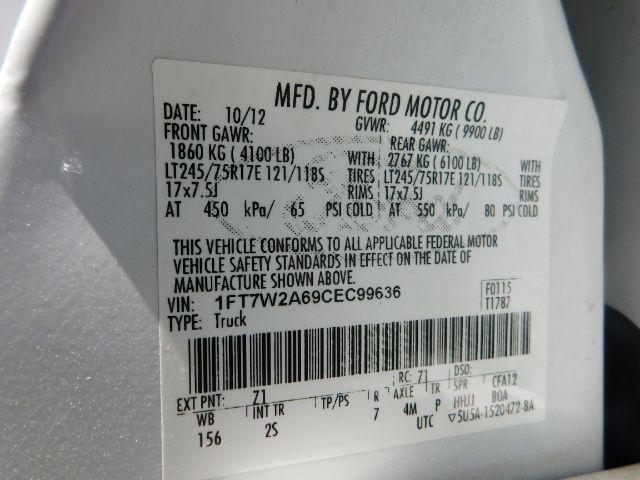 MFD. BY FORD MOTOR CO.
DATE: 10/12 GVWR: 4491 KG ( 9900 LB)
FRONT GAWR: REAR GAWR:
1860 KG ( 4100 LB) WITH 2767 KG ( 6100 LB) WITH
LT245/75R17E 121/118S TIRES LT245/75R17E 121/118S TIRES
17x7.5J RIMS 17x7.5J RIMS
AT 450 kPa/ 65 PSI COLD AT 550 kPa/ 80 PSI COLD
THIS VEHICLE CONFORMS TO ALL APPLICABLE FEDERAL MOTOR
VEHICLE SAFETY STANDARDS IN EFFECT ON THE DATE OF
MANUFACTURE SHOWN ABOVE.
VIN: 1FT7W2A69CEC99636 F0115
TYPE: Truck T1787
EXT PNT: Z1 RC: 71 DSO:
WB INT TR TP/PS R AXLE TR SPR CFA12
156 2S 7 4M P HHJJ BOA
UTC ▽5U5A-1520472-BA